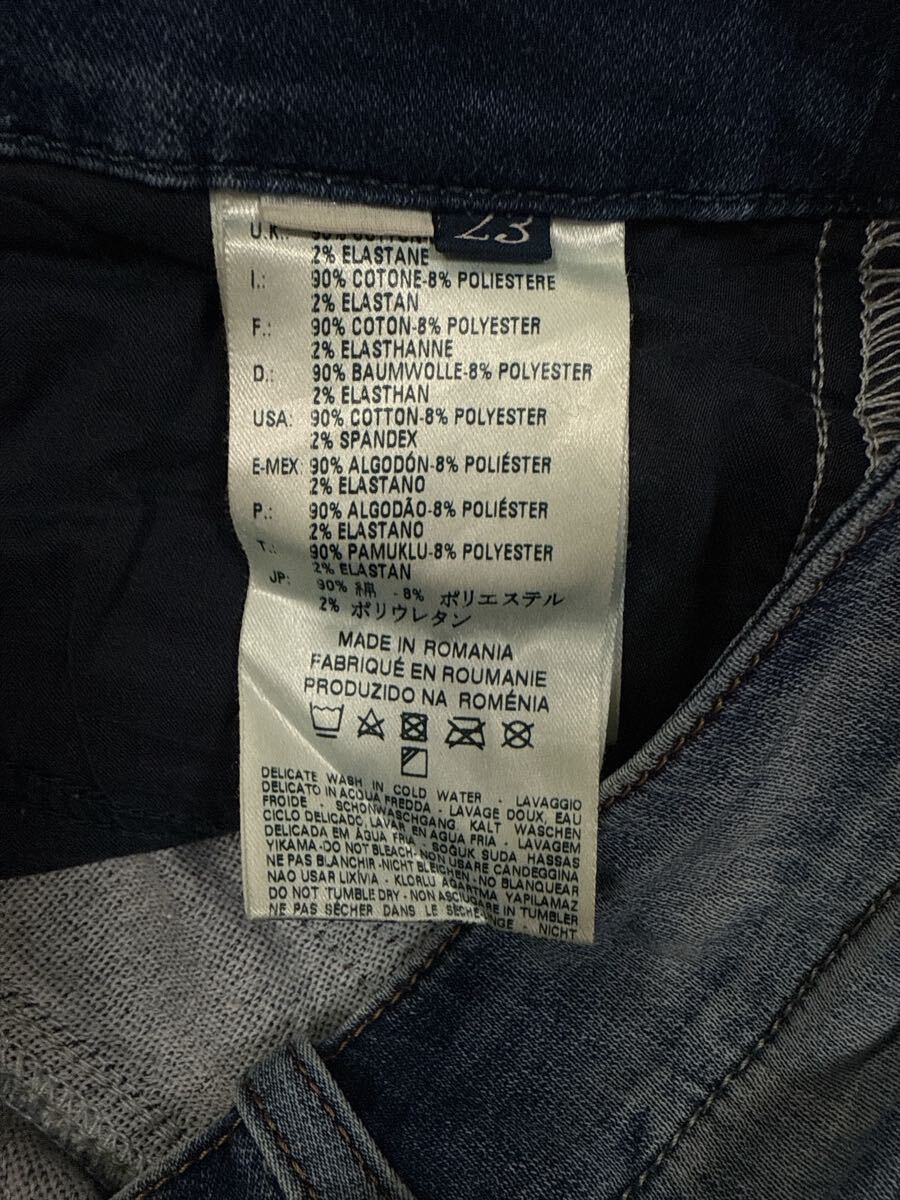 23
U.K.: 90% COTTON-
2% ELASTANE
I.: 90% COTONE-8% POLIESTERE
2% ELASTAN
F.: 90% COTON-8% POLYESTER
2% ELASTHANNE
D.: 90% BAUMWOLLE-8% POLYESTER
2% ELASTHAN
USA: 90% COTTON-8% POLYESTER
2% SPANDEX
E-MEX: 90% ALGODÓN-8% POLIÉSTER
2% ELASTANO
P.: 90% ALGODÃO-8% POLIÉSTER
2% ELASTANO
T.: 90% PAMUKLU-8% POLYESTER
2% ELASTAN
JP: 90% 綿 -8% ポリエステル
2% ポリウレタン
MADE IN ROMANIA
FABRIQUÉ EN ROUMANIE
PRODUZIDO NA ROMÉNIA
DELICATE WASH IN COLD WATER - LAVAGGIO
DELICATO IN ACQUA FREDDA - LAVAGE DOUX, EAU
FROIDE - SCHONWASCHGANG, KALT WASCHEN
CICLO DELICADO, LAVAR EN AGUA FRIA - LAVAGEM
DELICADA EM ÁGUA FRIA - SOGUK SUDA HASSAS
YIKAMA-DO NOT BLEACH-NON USARE CANDEGGINA
NE PAS BLANCHIR-NICHT BLEICHEN-NO BLANQUEAR
NAO USAR LIXÍVIA - KLORLU AGARTMA YAPILAMAZ
DO NOT TUMBLE DRY - NON ASCIUGARE IN TUMBLER
NE PAS SÉCHER DANS LE - NICHT